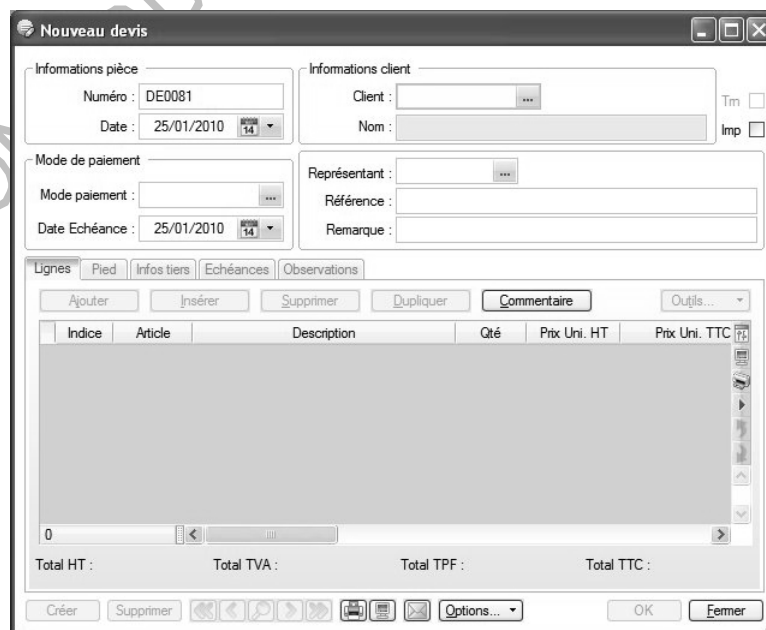 Nouveau devis
Informations pièce
Numéro : DE0081
Date : 25/01/2010 14
Informations client
Client : ...
Nom :
Trn
Imp
Mode de paiement
Mode paiement : ...
Date Echéance : 25/01/2010 14
Représentant : ...
Référence :
Remarque :
Lignes Pied Infos tiers Echéances Observations
Ajouter Insérer Supprimer Dupliquer Commentaire Outils...
Indice Article Description Qté Prix Uni. HT Prix Uni. TTC
0
Total HT : Total TVA : Total TPF : Total TTC :
Créer Supprimer Options... OK Fermer